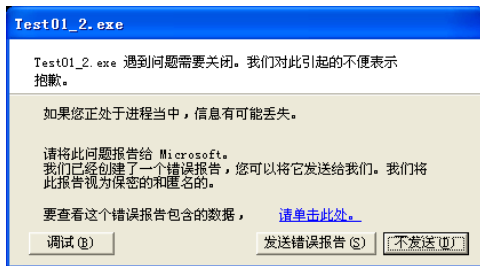 Test01_2.exe
Test01_2.exe 遇到问题需要关闭。我们对此引起的不便表示
抱歉。
如果您正处于进程当中，信息有可能丢失。
请将此问题报告给 Microsoft。
我们已经创建了一个错误报告，您可以将它发送给我们。我们将
此报告视为保密的和匿名的。
要查看这个错误报告包含的数据， 请单击此处。
调试(B) 发送错误报告(S) 不发送(D)